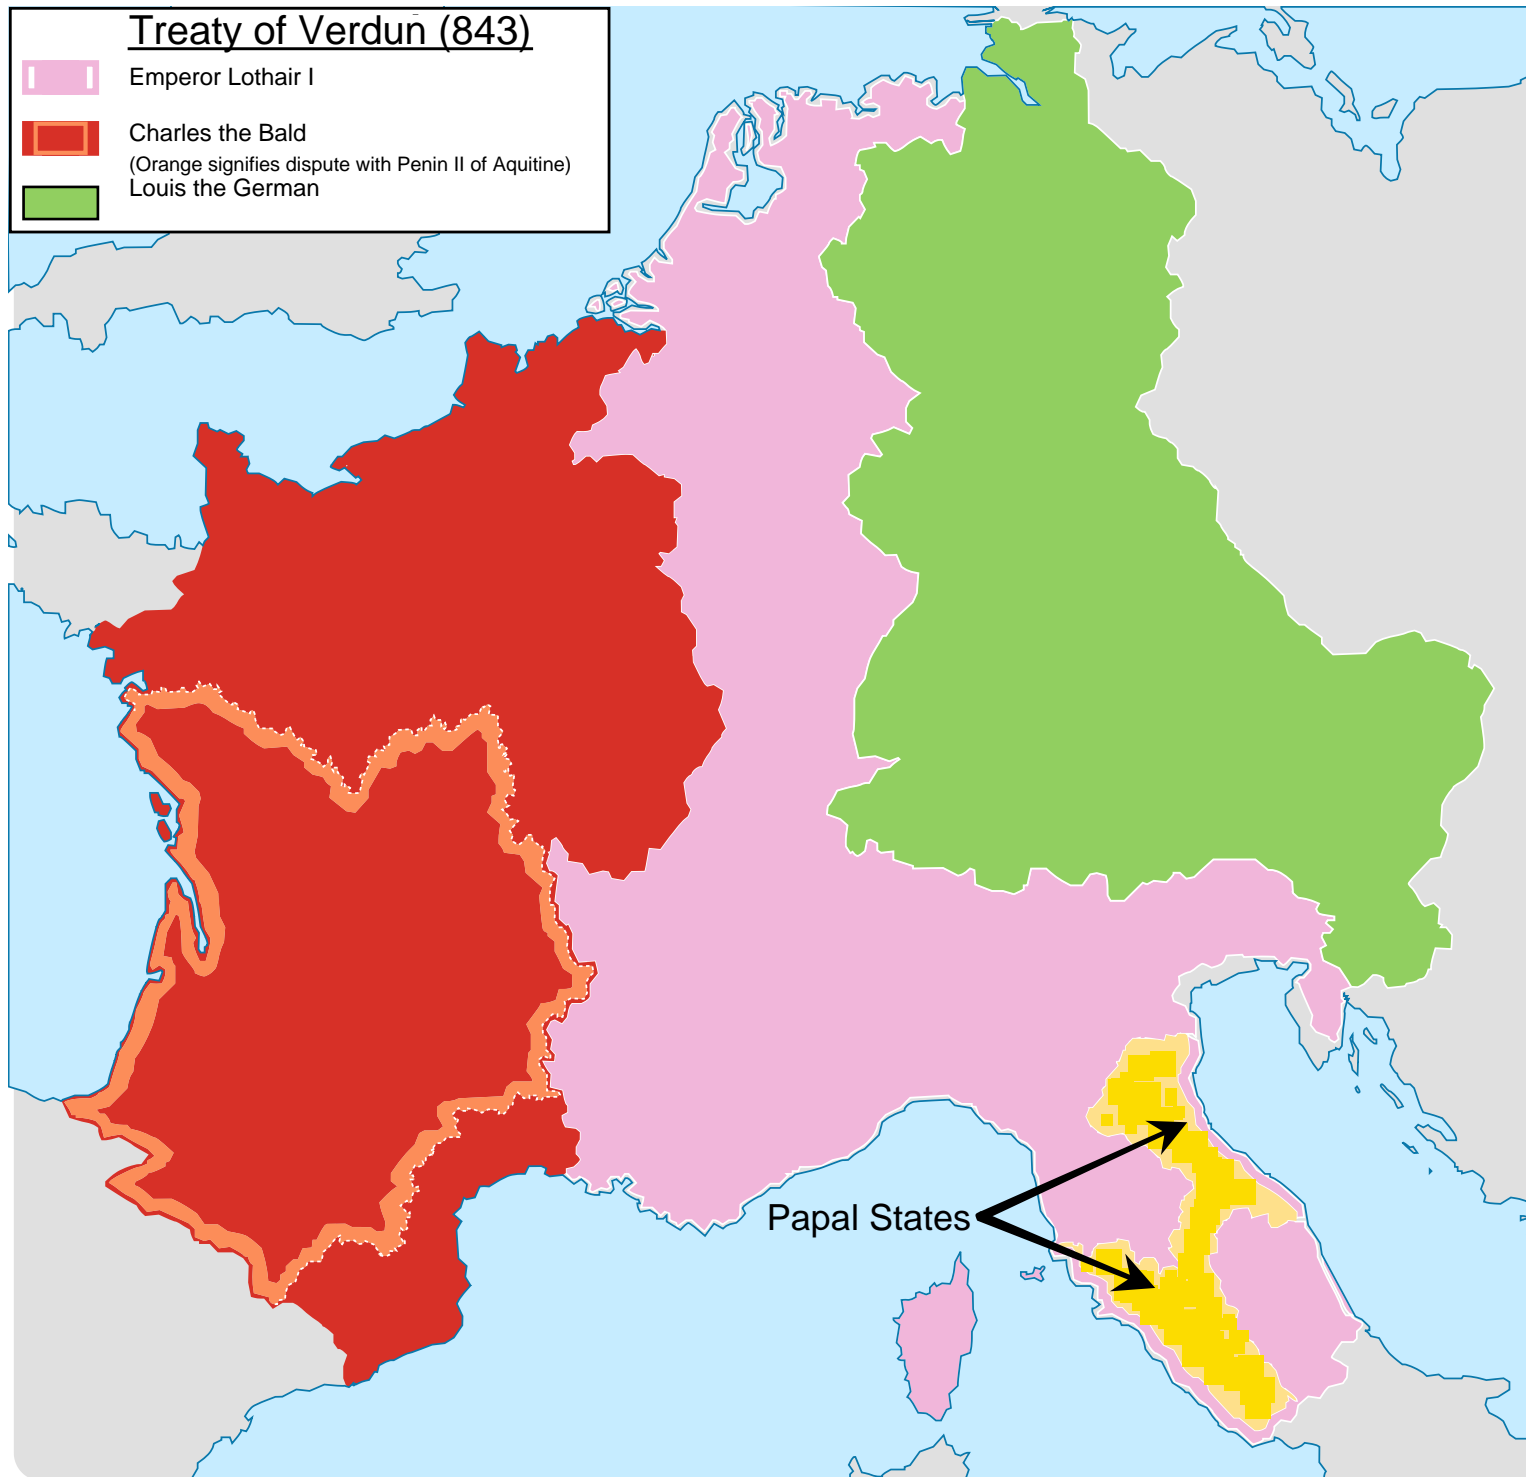 Treaty of Verdun (843)
Emperor Lothair I
Charles the Bald
(Orange signifies dispute with Penin II of Aquitine)
Louis the German
Papal States